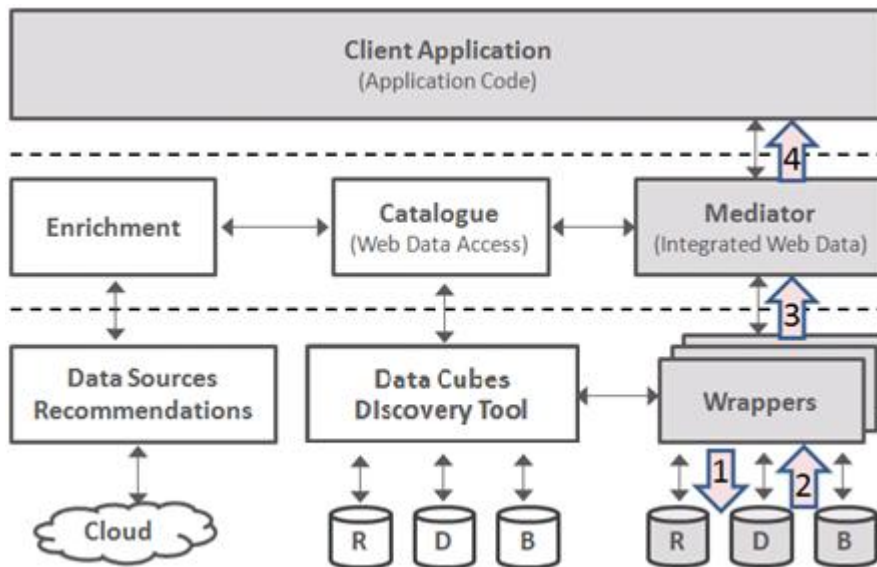 Client Application
(Application Code)
4
Enrichment
Catalogue
(Web Data Access)
Mediator
(Integrated Web Data)
3
Data Sources
Recommendations
Data Cubes
DIscovery Tool
Wrappers
1
2
Cloud
R
D
B
R
D
B